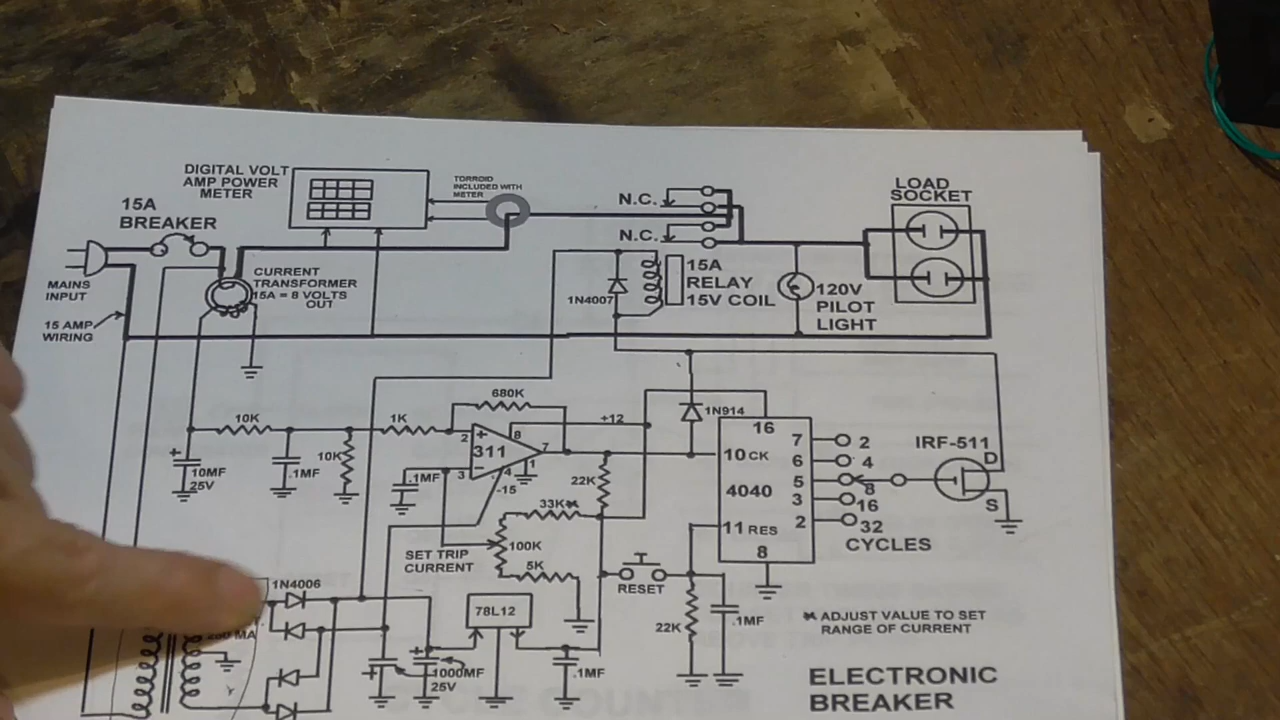 DIGITAL VOLT
AMP POWER
METER
TORROID
INCLUDED WITH
METER
N.C.
N.C.
LOAD
SOCKET
15A
BREAKER
MAINS
INPUT
15 AMP
WIRING
CURRENT
TRANSFORMER
15A = 8 VOLTS
OUT
1N4007
15A
RELAY
15V COIL
120V
PILOT
LIGHT
680K
10K
1K
+12
1N914
2
+
8
7
311
3
-
4
1
-15
10K
10MF
25V
.1MF
.1MF
22K
33K*
100K
5K
SET TRIP
CURRENT
16
10 CK
4040
11 RES
8
7
6
5
3
2
2
4
8
16
32
CYCLES
IRF-511
D
S
RESET
22K
.1MF
* ADJUST VALUE TO SET
RANGE OF CURRENT
1N4006
MA
78L12
+
1000MF
25V
.1MF
ELECTRONIC
BREAKER